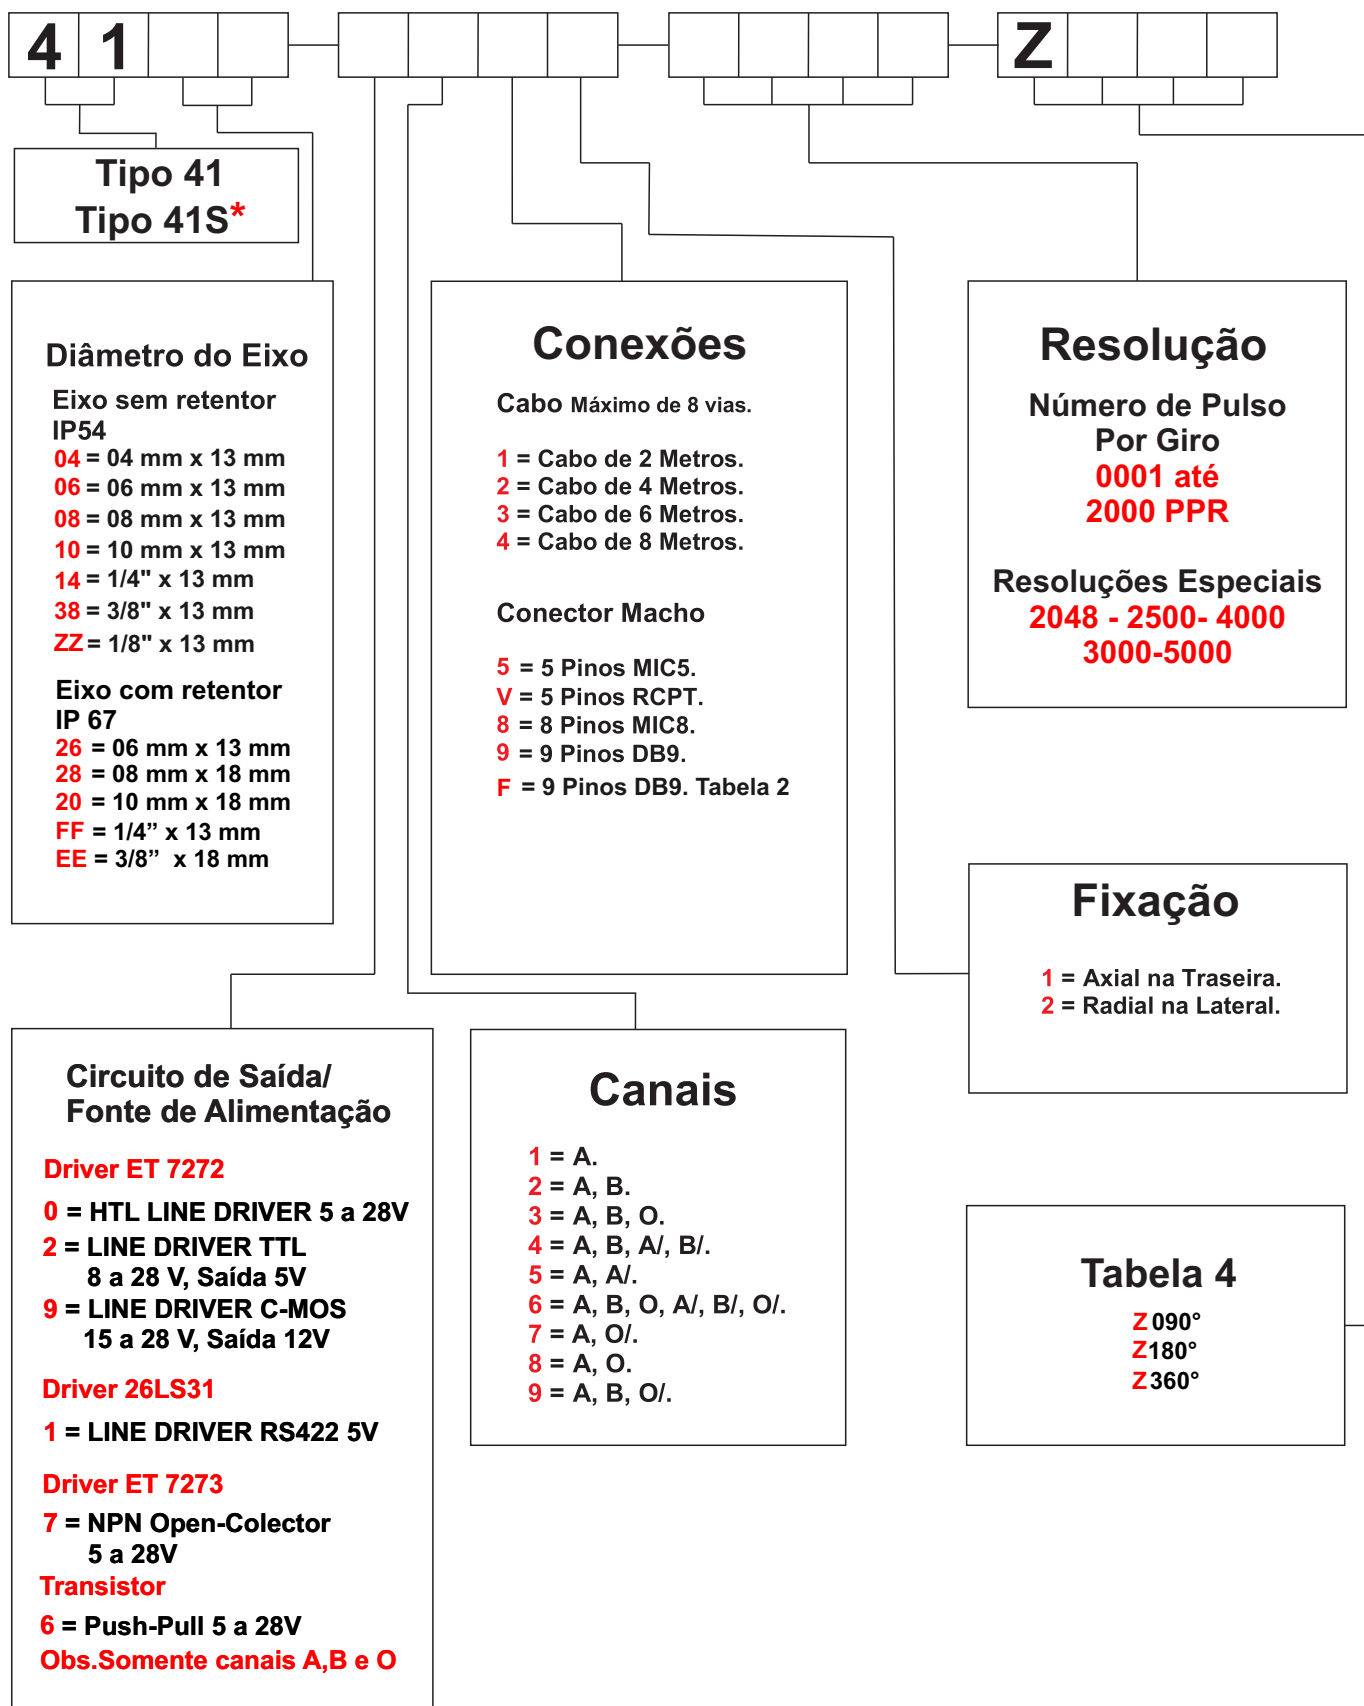 4 1 Z
Tipo 41
Tipo 41S*
Diâmetro do Eixo
Eixo sem retentor
IP54
04 = 04 mm x 13 mm
06 = 06 mm x 13 mm
08 = 08 mm x 13 mm
10 = 10 mm x 13 mm
14 = 1/4" x 13 mm
38 = 3/8" x 13 mm
ZZ = 1/8" x 13 mm
Eixo com retentor
IP 67
26 = 06 mm x 13 mm
28 = 08 mm x 18 mm
20 = 10 mm x 18 mm
FF = 1/4” x 13 mm
EE = 3/8” x 18 mm
Conexões
Cabo Máximo de 8 vias.
1 = Cabo de 2 Metros.
2 = Cabo de 4 Metros.
3 = Cabo de 6 Metros.
4 = Cabo de 8 Metros.
Conector Macho
5 = 5 Pinos MIC5.
V = 5 Pinos RCPT.
8 = 8 Pinos MIC8.
9 = 9 Pinos DB9.
F = 9 Pinos DB9. Tabela 2
Resolução
Número de Pulso
Por Giro
0001 até
2000 PPR
Resoluções Especiais
2048 - 2500- 4000
3000-5000
Fixação
1 = Axial na Traseira.
2 = Radial na Lateral.
Circuito de Saída/
Fonte de Alimentação
Driver ET 7272
0 = HTL LINE DRIVER 5 a 28V
2 = LINE DRIVER TTL
8 a 28 V, Saída 5V
9 = LINE DRIVER C-MOS
15 a 28 V, Saída 12V
Driver 26LS31
1 = LINE DRIVER RS422 5V
Driver ET 7273
7 = NPN Open-Colector
5 a 28V
Transistor
6 = Push-Pull 5 a 28V
Obs.Somente canais A,B e O
Canais
1 = A.
2 = A, B.
3 = A, B, O.
4 = A, B, A/, B/.
5 = A, A/.
6 = A, B, O, A/, B/, O/.
7 = A, O/.
8 = A, O.
9 = A, B, O/.
Tabela 4
Z 090°
Z180°
Z 360°